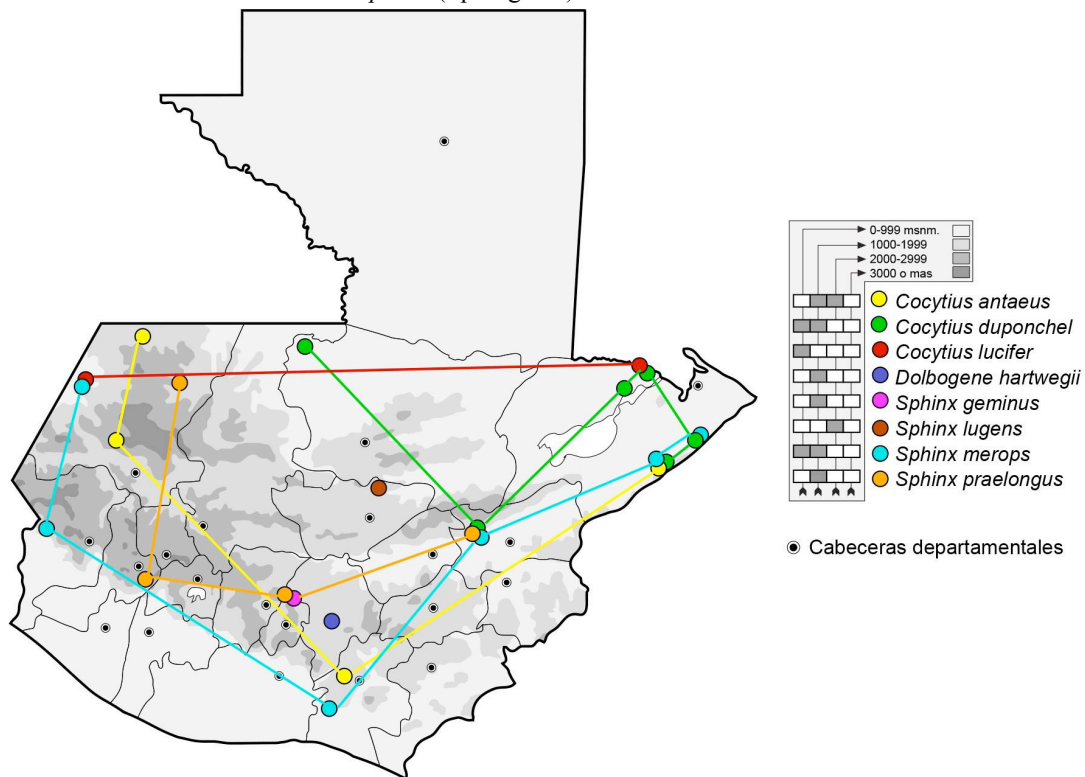 0-999 msnm.
1000-1999
2000-2999
3000 o mas
Cocytius antaeus
Cocytius duponchel
Cocytius lucifer
Dolbogene hartwegii
Sphinx geminus
Sphinx lugens
Sphinx merops
Sphinx praelongus
Cabeceras departamentales